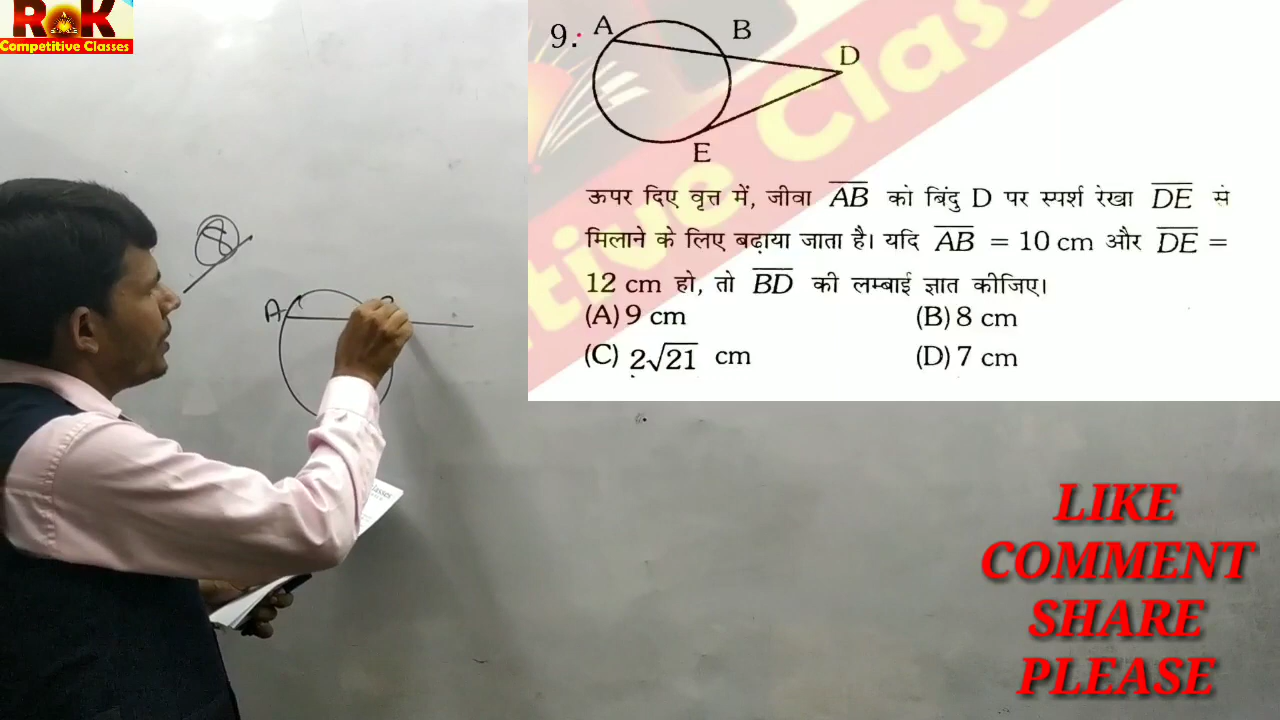 RK
Competitive Classes
9.
A
B
D
E
ऊपर दिए वृत्त में, जीवा AB को बिंदु D पर स्पर्श रेखा DE से
मिलाने के लिए बढ़ाया जाता है। यदि AB = 10 cm और DE =
12 cm हो, तो BD की लम्बाई ज्ञात कीजिए।
(A) 9 cm (B) 8 cm
(C) 2√21 cm (D) 7 cm
8
A
LIKE
COMMENT
SHARE
PLEASE